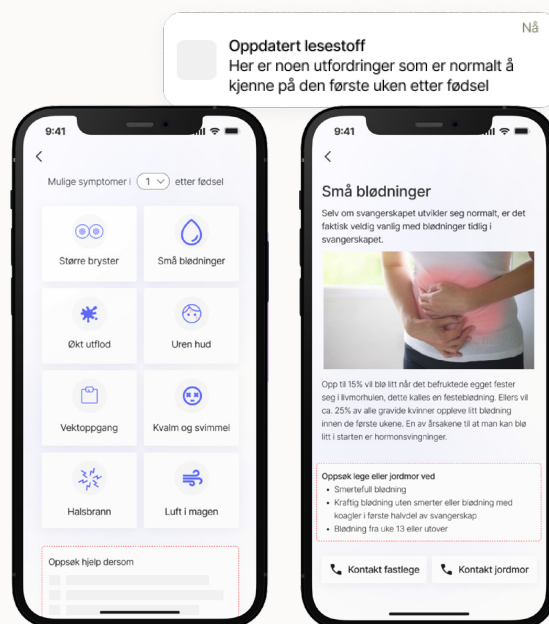 Nå
Oppdatert lesestoff
Her er noen utfordringer som er normalt å
kjenne på den første uken etter fødsel
9:41
Mulige symptomer i 1 etter fødsel
Større bryster
Små blødninger
Økt utflod
Uren hud
Vektoppgang
Kvalm og svimmel
Halsbrann
Luft i magen
Oppsøk hjelp dersom
9:41
Små blødninger
Selv om svangerskapet utvikler seg normalt, er det
faktisk veldig vanlig med blødninger tidlig i
svangerskapet.
Opp til 15% vil blø litt når det befruktede egget fester
seg i livmorhulen, dette kalles en festeblødning. Ellers vil
ca. 25% av alle gravide kvinner oppleve litt blødning
innen de første ukene. En av årsakene til at man kan blø
litt i starten er hormonsvingninger.
Oppsøk lege eller jordmor ved
• Smertefull blødning
• Kraftig blødning uten smerter eller blødning med
koagler i første halvdel av svangerskap
• Blødning fra uke 13 eller utover
Kontakt fastlege
Kontakt jordmor